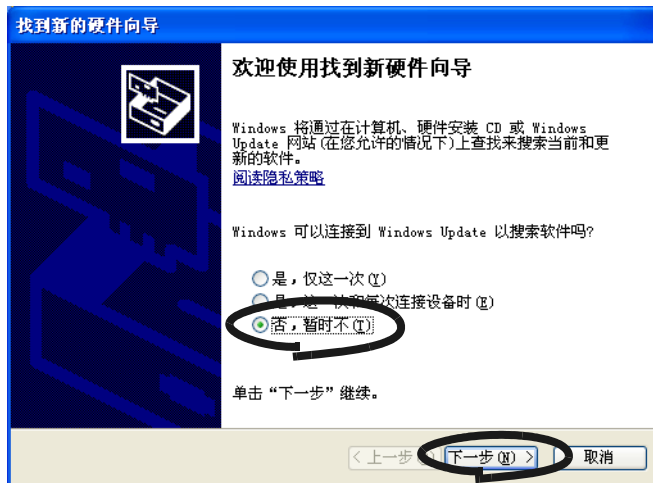 找到新的硬件向导
欢迎使用找到新硬件向导
Windows 将通过在计算机、硬件安装 CD 或 Windows
Update 网站(在您允许的情况下)上查找来搜索当前和更
新的软件。
阅读隐私策略
Windows 可以连接到 Windows Update 以搜索软件吗?
是，仅这一次(Y)
是，这一次和每次连接设备时(E)
否，暂时不(T)
单击“下一步”继续。
< 上一步
下一步(N) >
取消